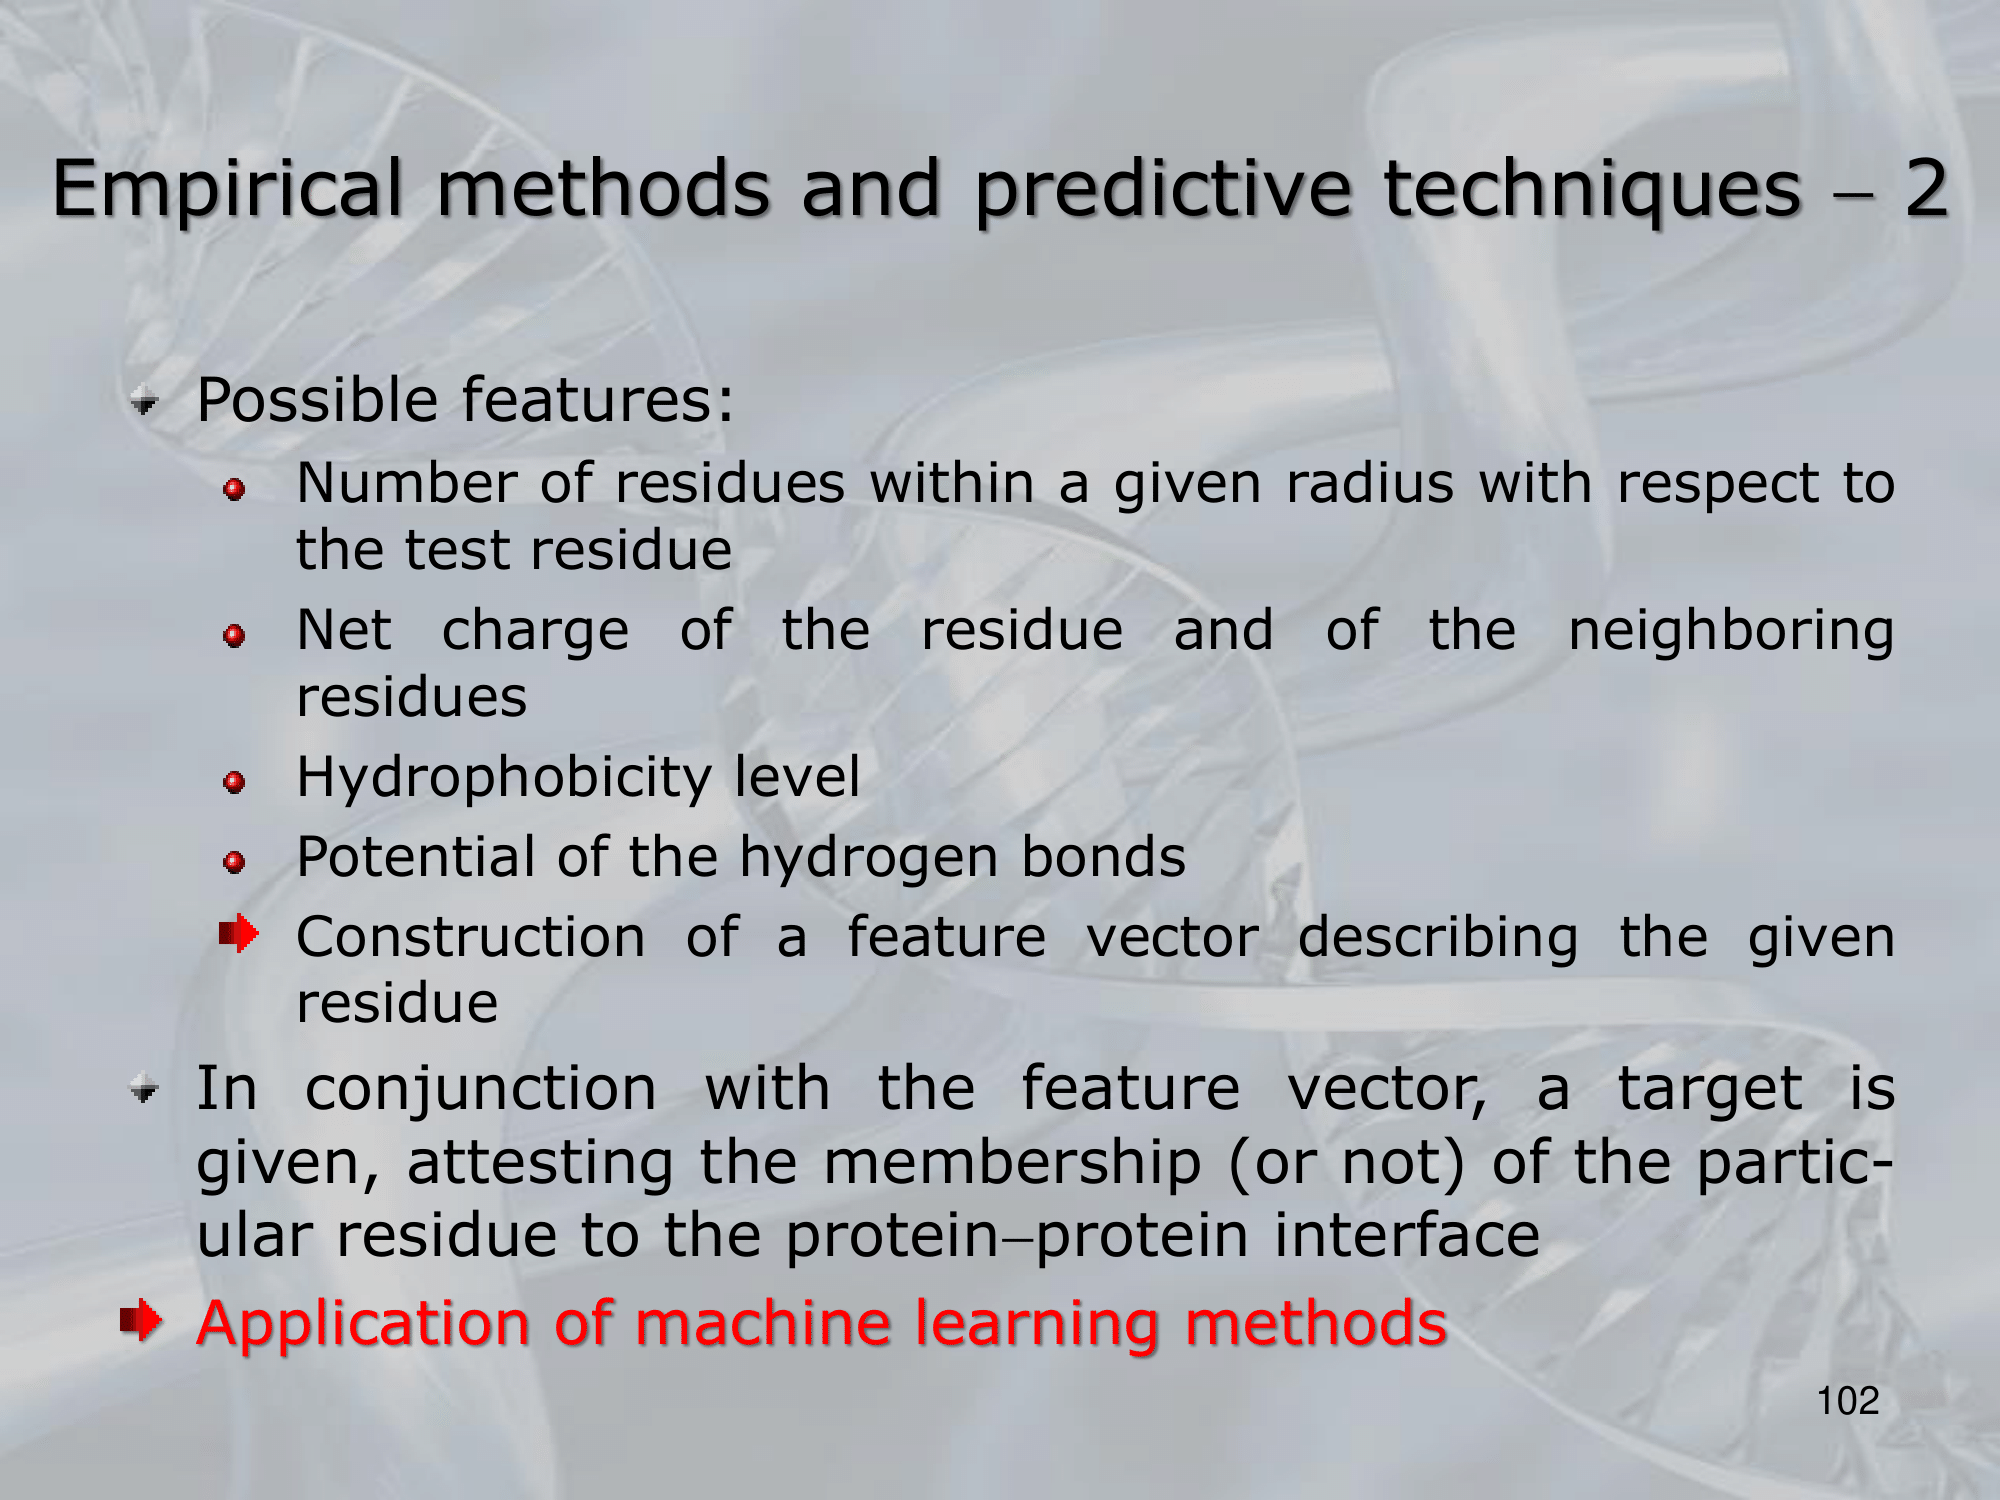 Empirical methods and predictive techniques – 2
Possible features:
Number of residues within a given radius with respect to
the test residue
Net charge of the residue and of the neighboring
residues
Hydrophobicity level
Potential of the hydrogen bonds
Construction of a feature vector describing the given
residue
In conjunction with the feature vector, a target is
given, attesting the membership (or not) of the partic-
ular residue to the protein–protein interface
Application of machine learning methods
102